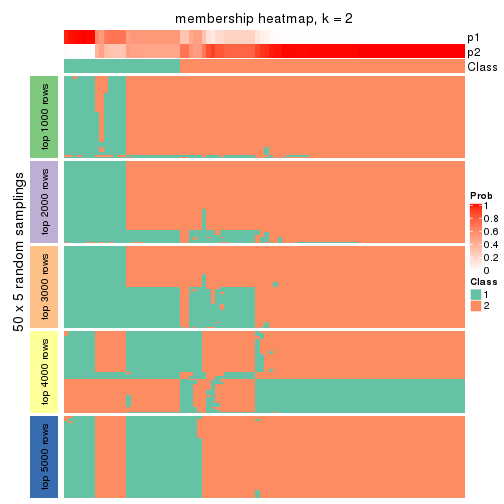 membership heatmap, k = 2
p1
p2
Class
50 x 5 random samplings
top 1000 rows
top 2000 rows
top 3000 rows
top 4000 rows
top 5000 rows
Prob
1
0.8
0.6
0.4
0.2
0
Class
1
2